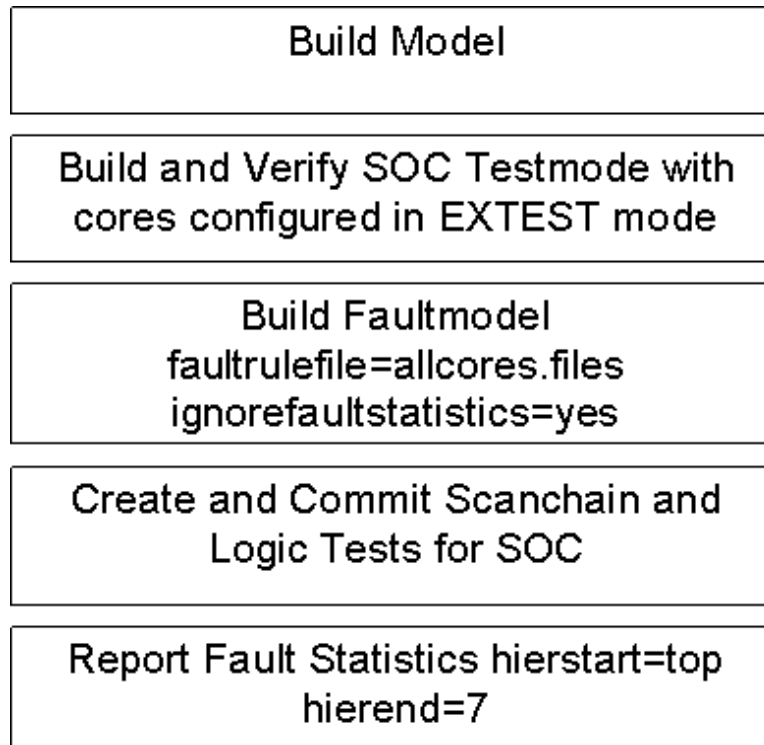 Build Model
Build and Verify SOC Testmode with
cores configured in EXTEST mode
Build Faultmodel
faultrulefile=allcores.files
ignorefaultstatistics=yes
Create and Commit Scanchain and
Logic Tests for SOC
Report Fault Statistics hierstart=top
hierend=7